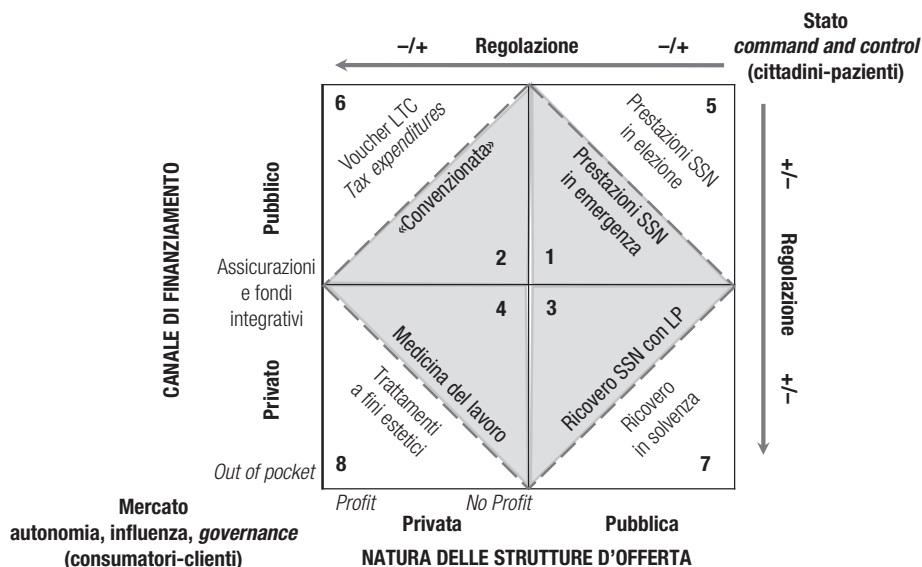 Stato
command and control
(cittadini-pazienti)
–/+ Regolazione –/+
6
Voucher LTC
Tax expenditures
«Convenzionata»
2
5
Prestazioni SSN
in elezione
Prestazioni SSN
in emergenza
1
+/–
Regolazione
+/–
CANALE DI FINANZIAMENTO
Pubblico
Assicurazioni
e fondi
integrativi
Privato
Out of pocket
4
Medicina del lavoro
Trattamenti
a fini estetici
8
3
Ricovero SSN con LP
Ricovero
in solvenza
7
Profit No Profit
Privata Pubblica
NATURA DELLE STRUTTURE D’OFFERTA
Mercato
autonomia, influenza, governance
(consumatori-clienti)